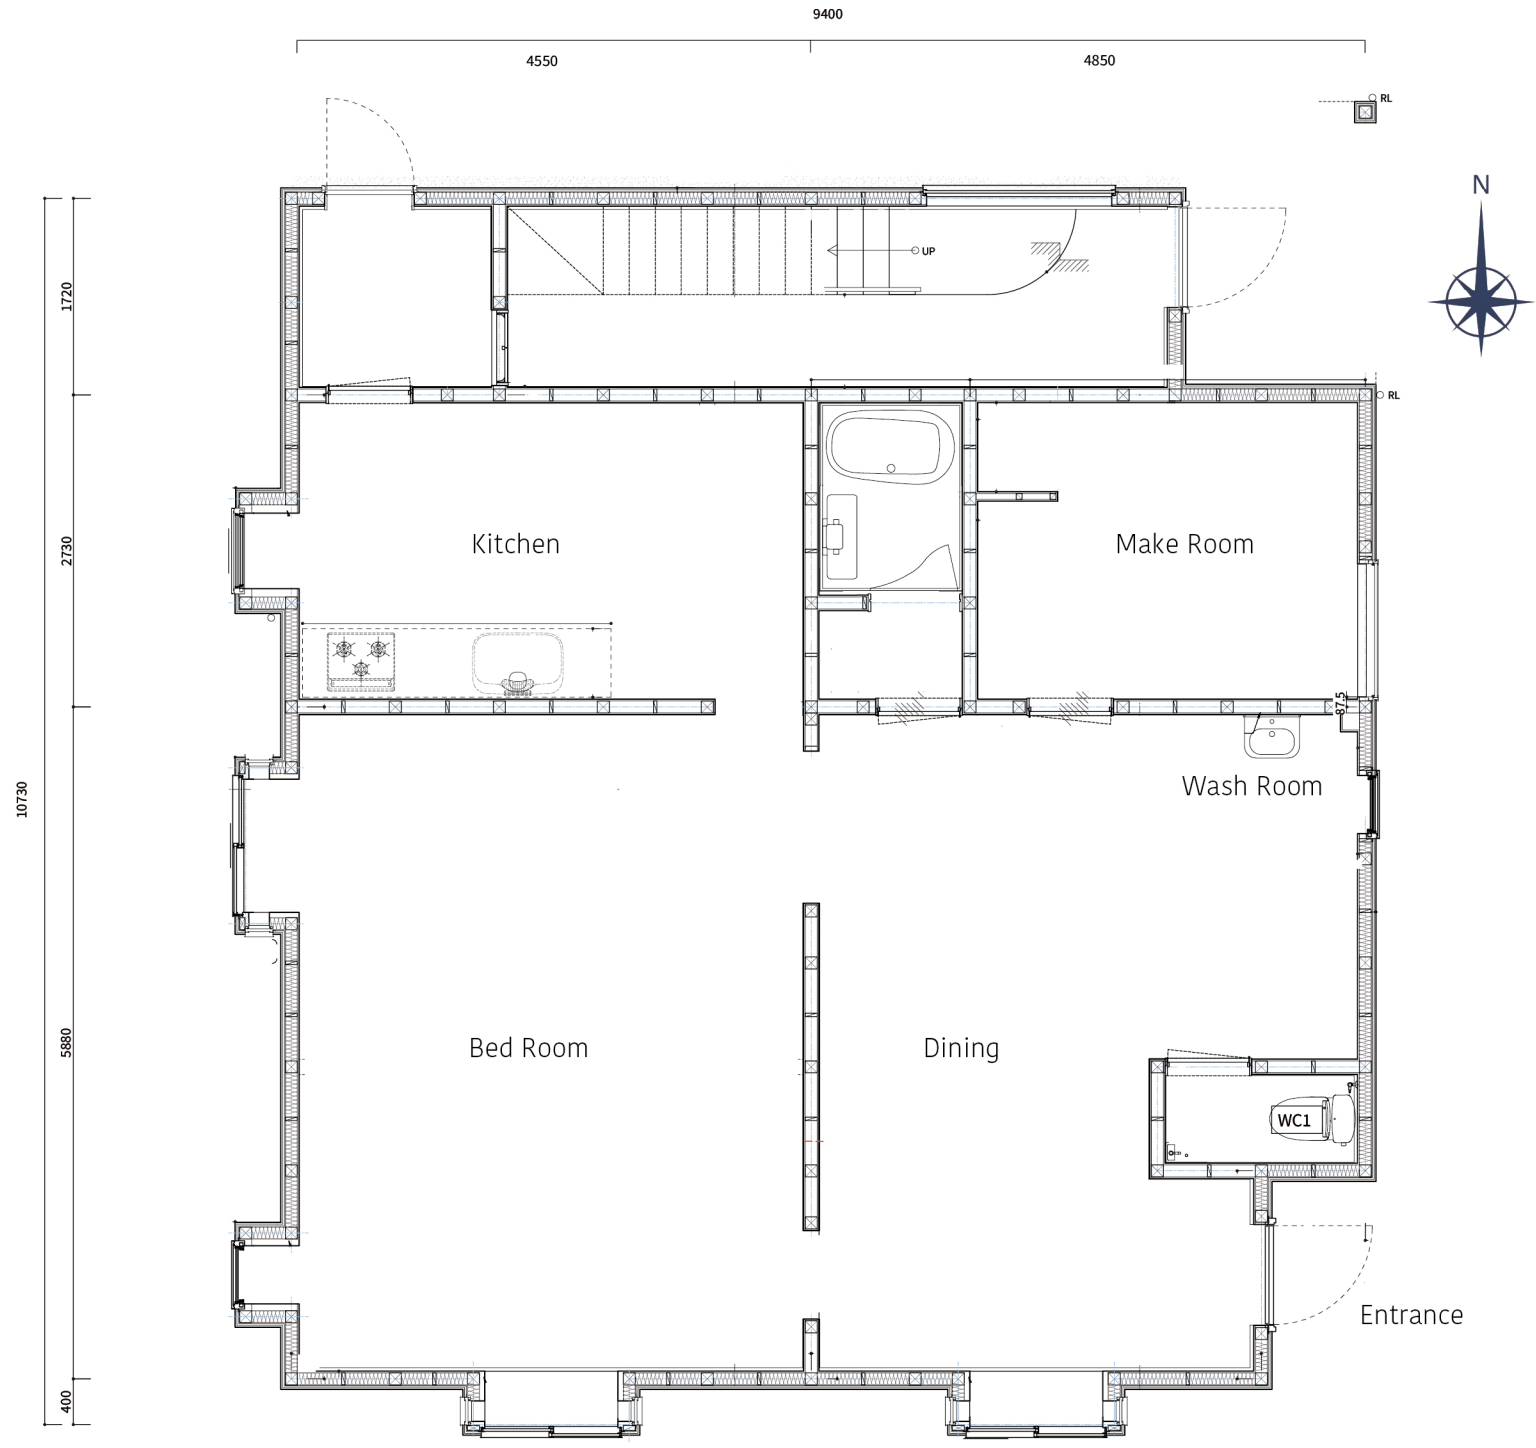 9400
4550
4850
RL
N
UP
1720
RL
2730
Kitchen
Make Room
87.5
Wash Room
10730
5880
Bed Room
Dining
WC1
Entrance
400